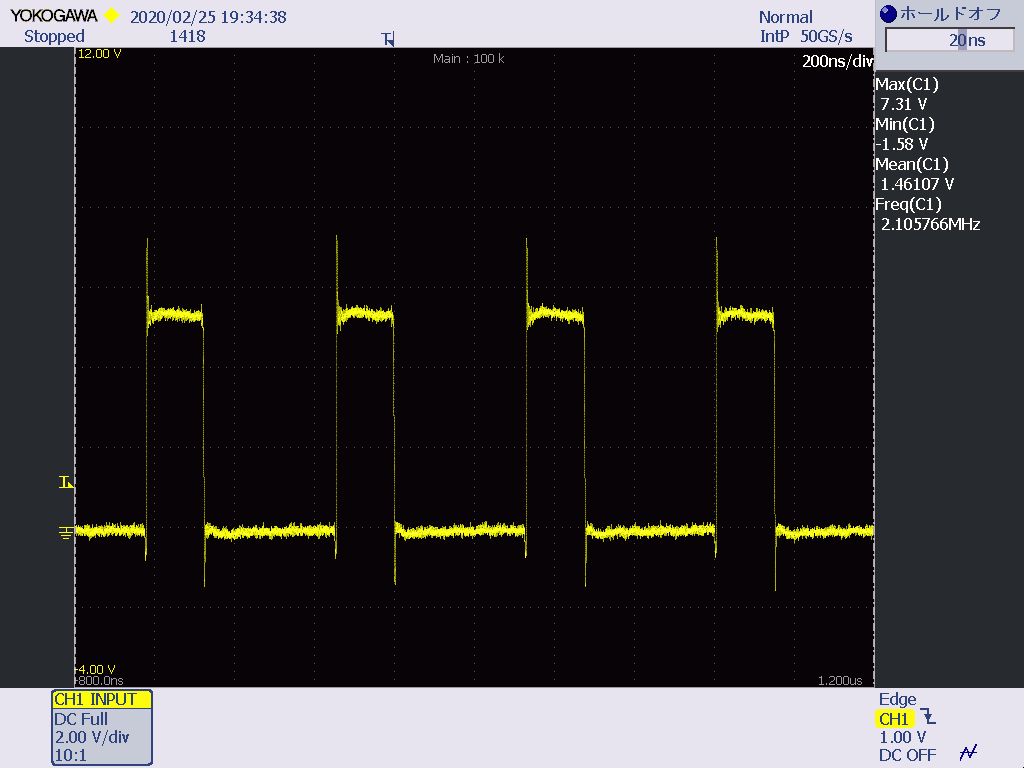 YOKOGAWA 2020/02/25 19:34:38
Stopped 1418
Normal
IntP 50GS/s
ホールドオフ
20ns
12.00 V
Main : 100 k
200ns/div
Max(C1)
7.31 V
Min(C1)
-1.58 V
Mean(C1)
1.46107 V
Freq(C1)
2.105766MHz
-4.00 V
-800.0ns
1.200us
CH1 INPUT
DC Full
2.00 V/div
10:1
Edge
CH1
1.00 V
DC OFF